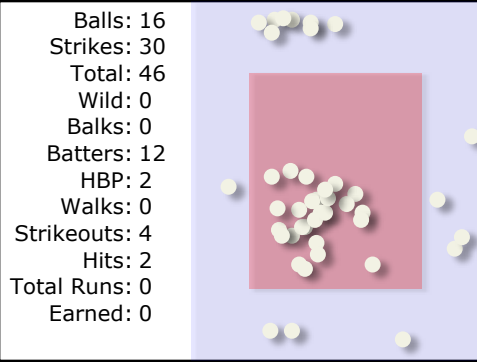 Balls: 16
Strikes: 30
Total: 46
Wild: 0
Balks: 0
Batters: 12
HBP: 2
Walks: 0
Strikeouts: 4
Hits: 2
Total Runs: 0
Earned: 0